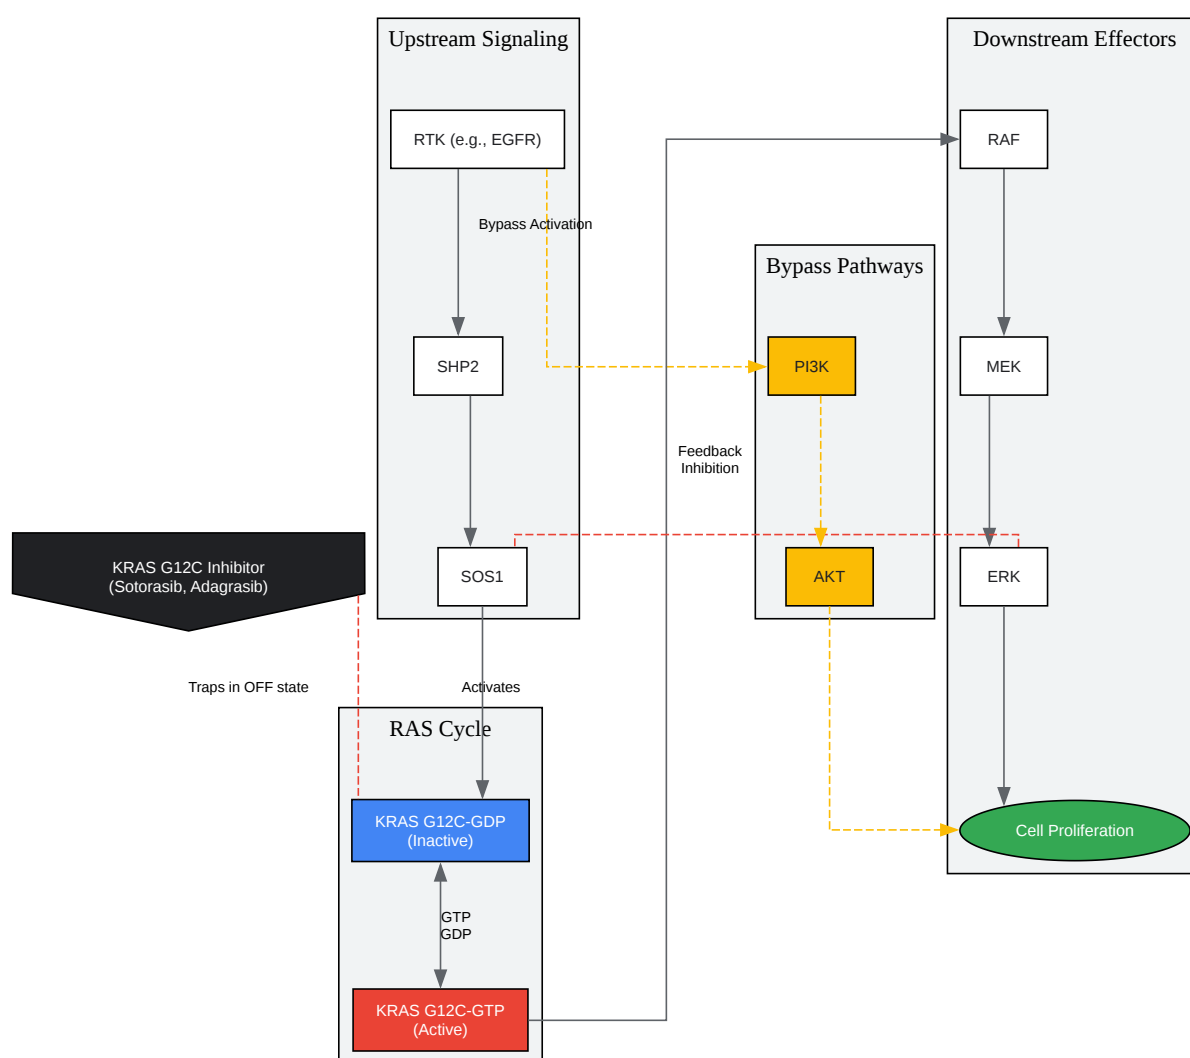 Upstream Signaling
Downstream Effectors
RTK (e.g., EGFR)
RAF
Bypass Activation
Bypass Pathways
SHP2
PI3K
MEK
Feedback
Inhibition
KRAS G12C Inhibitor
(Sotorasib, Adagrasib)
SOS1
AKT
ERK
Traps in OFF state
Activates
RAS Cycle
KRAS G12C-GDP
(Inactive)
Cell Proliferation
GTP
GDP
KRAS G12C-GTP
(Active)